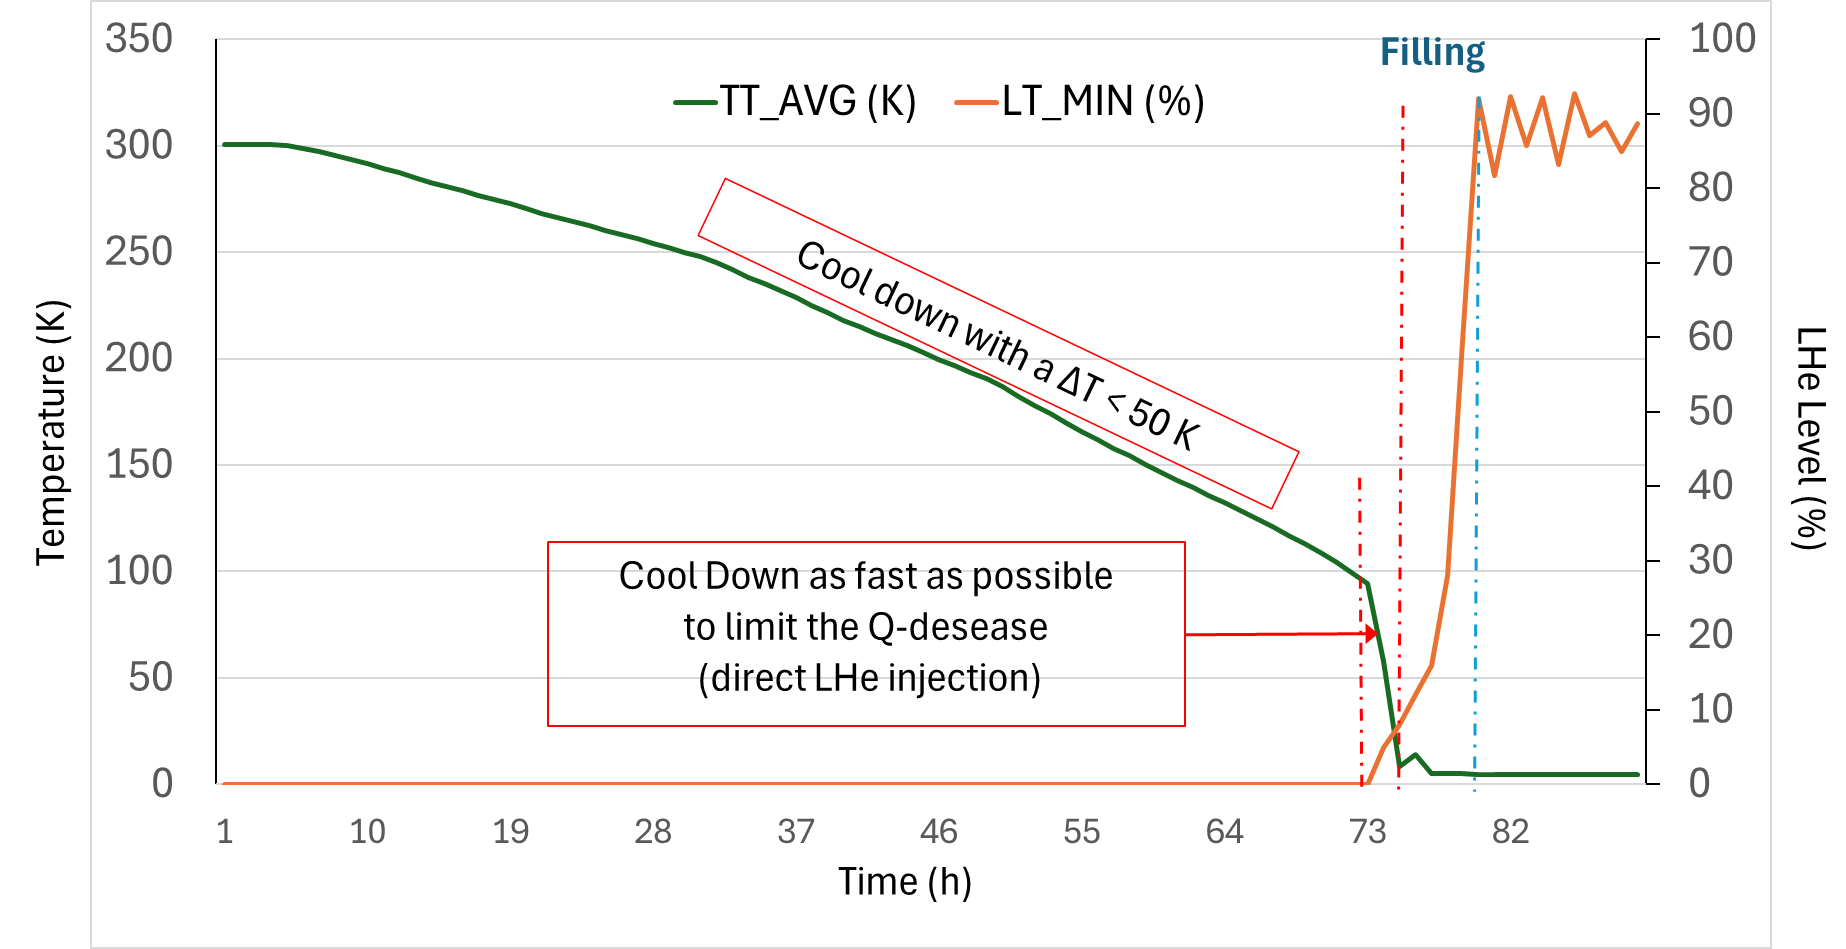 350
300
250
200
150
100
50
0
Temperature (K)
TT_AVG (K)
LT_MIN (%)
Filling
Cool down with a ΔT < 50 K
Cool Down as fast as possible
to limit the Q-desease
(direct LHe injection)
100
90
80
70
60
50
40
30
20
10
0
LHe Level (%)
1 10 19 28 37 46 55 64 73 82
Time (h)